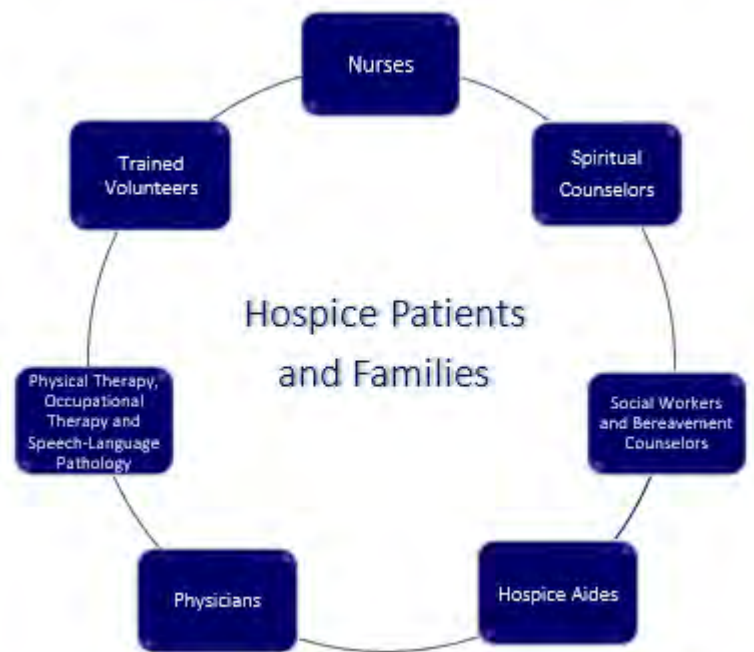 Nurses
Spiritual
Counselors
Social Workers
and Bereavement
Counselors
Hospice Aides
Physicians
Physical Therapy,
Occupational
Therapy and
Speech-Language
Pathology
Trained
Volunteers
Hospice Patients
and Families